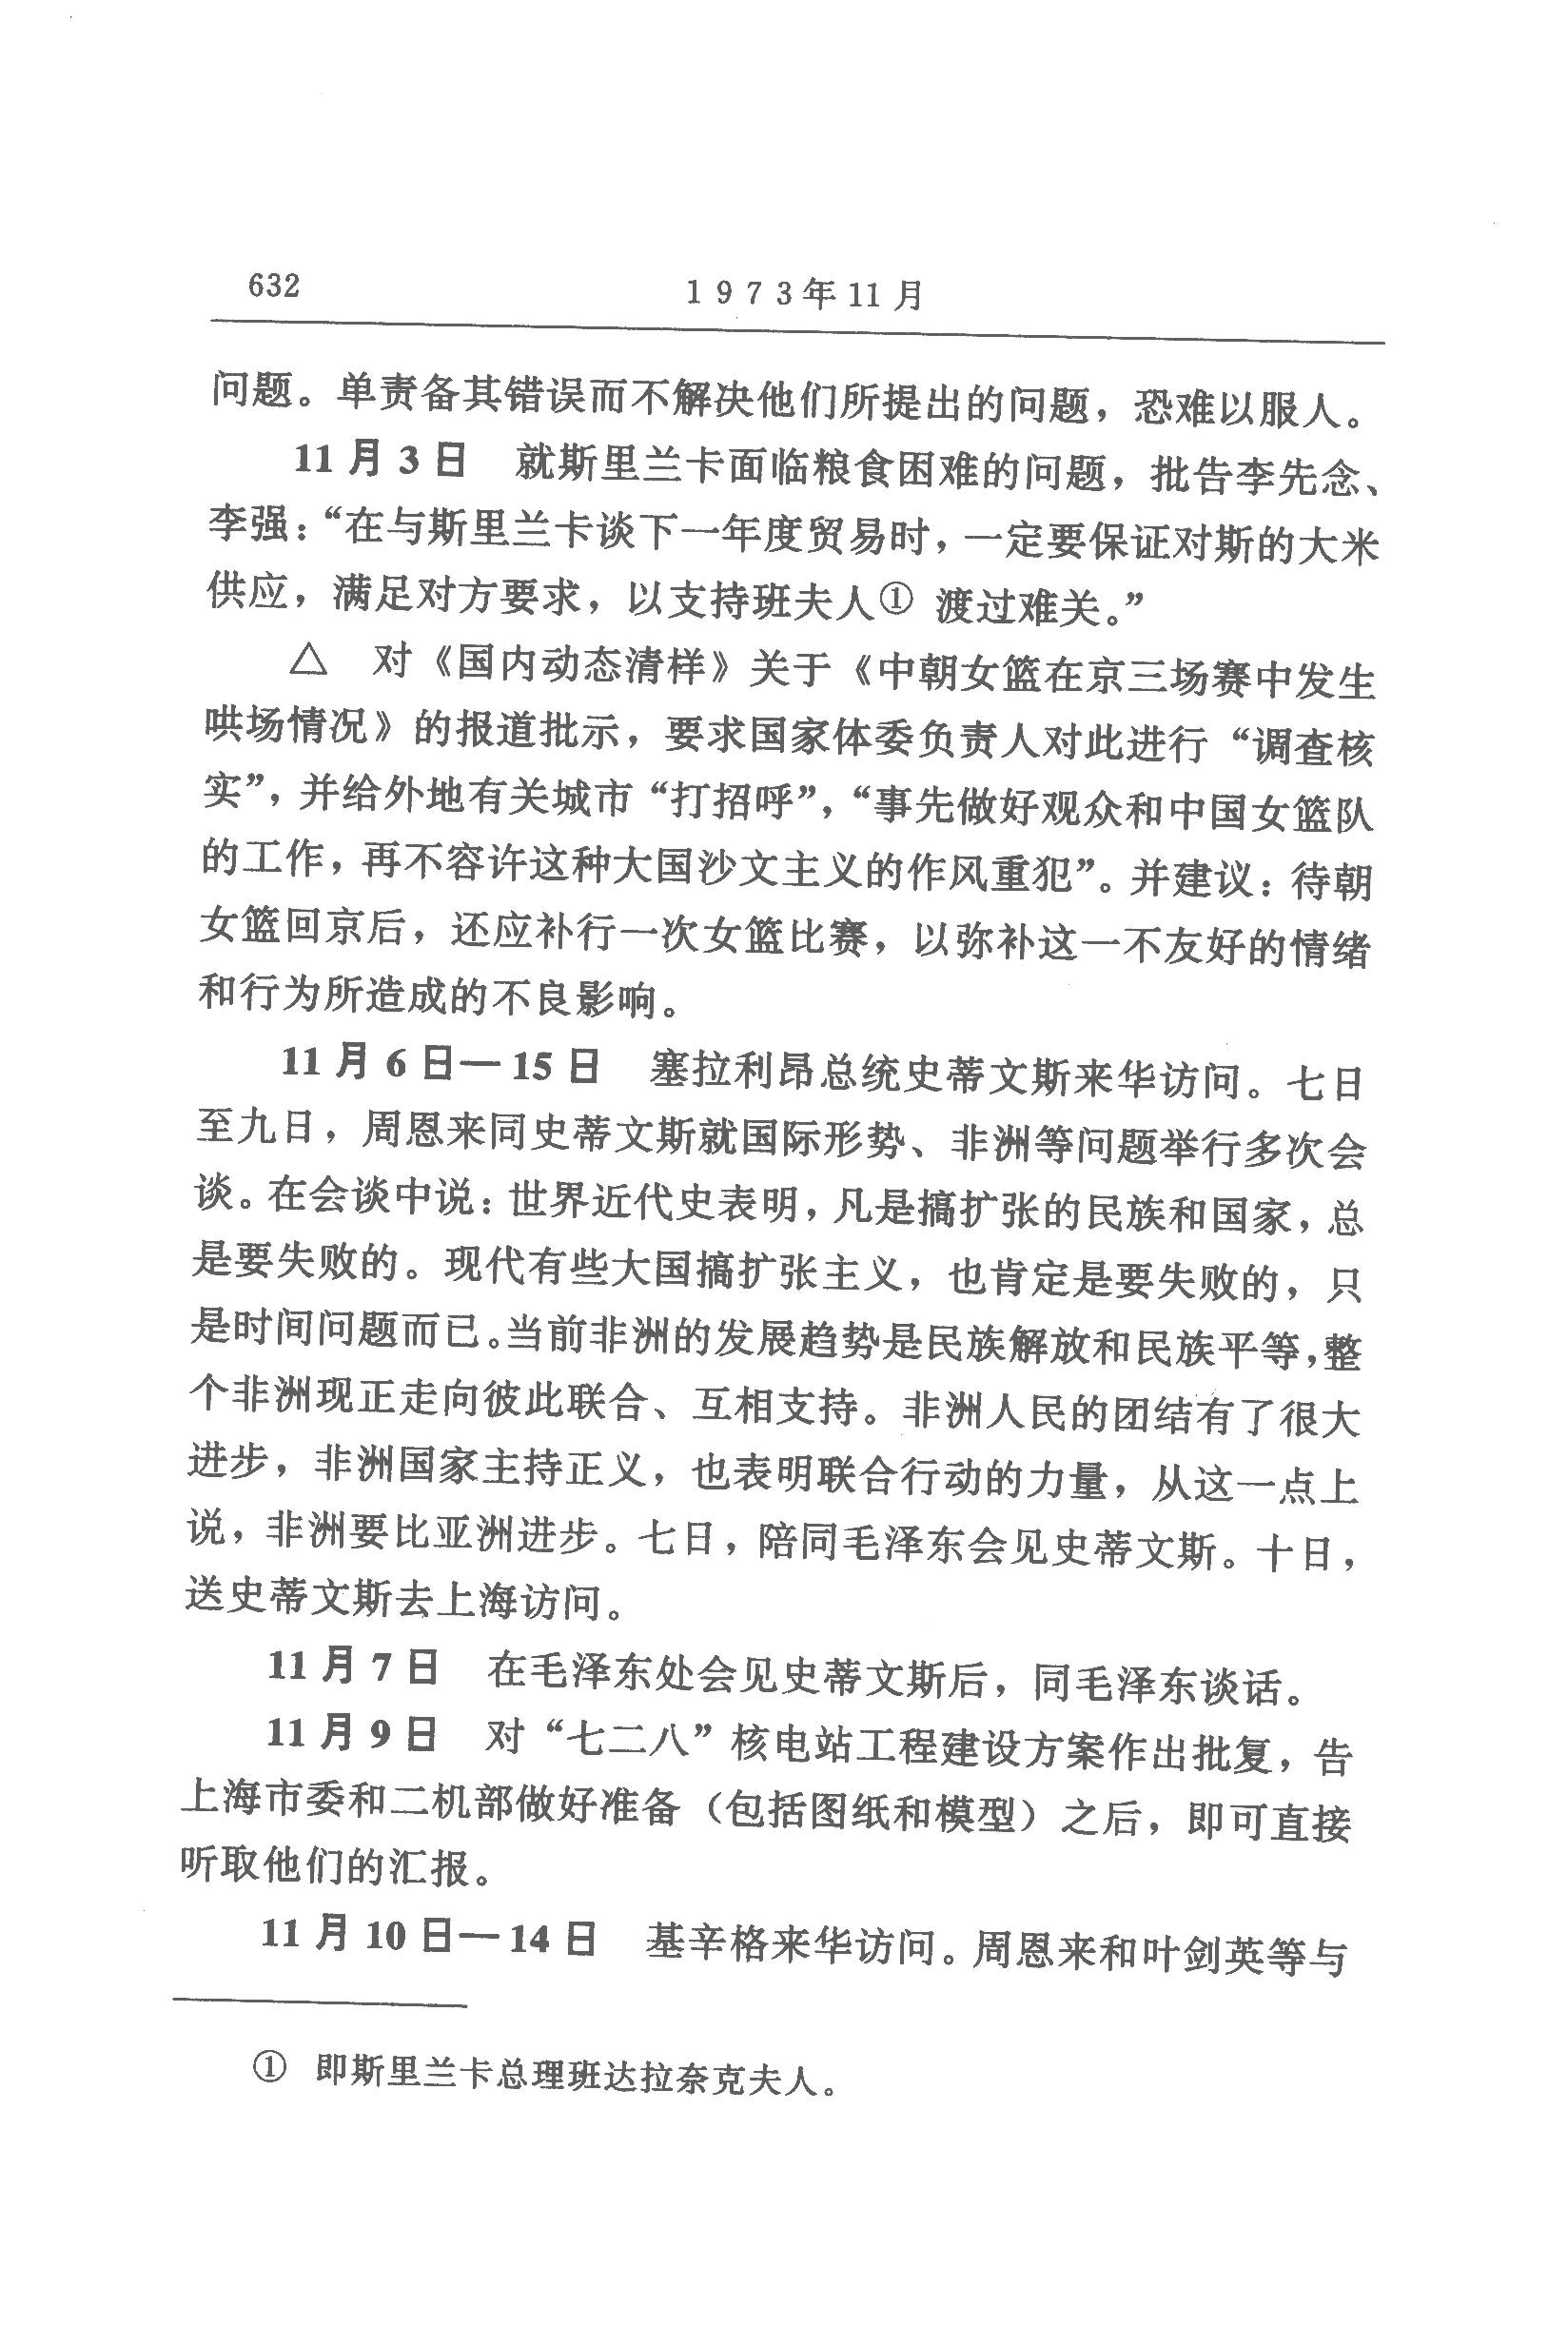 632
1973年11月
问题。单责备其错误而不解决他们所提出的问题，恐难以服人。
11月3日　就斯里兰卡面临粮食困难的问题，批告李先念、
李强：“在与斯里兰卡谈下一年度贸易时，一定要保证对斯的大米
供应，满足对方要求，以支持班夫人① 渡过难关。”
△　对《国内动态清样》关于《中朝女篮在京三场赛中发生
哄场情况》的报道批示，要求国家体委负责人对此进行“调查核
实”，并给外地有关城市“打招呼”，“事先做好观众和中国女篮队
的工作，再不容许这种大国沙文主义的作风重犯”。并建议：待朝
女篮回京后，还应补行一次女篮比赛，以弥补这一不友好的情绪
和行为所造成的不良影响。
11月6日—15日　塞拉利昂总统史蒂文斯来华访问。七日
至九日，周恩来同史蒂文斯就国际形势、非洲等问题举行多次会
谈。在会谈中说：世界近代史表明，凡是搞扩张的民族和国家，总
是要失败的。现代有些大国搞扩张主义，也肯定是要失败的，只
是时间问题而已。当前非洲的发展趋势是民族解放和民族平等，整
个非洲现正走向彼此联合、互相支持。非洲人民的团结有了很大
进步，非洲国家主持正义，也表明联合行动的力量，从这一点上
说，非洲要比亚洲进步。七日，陪同毛泽东会见史蒂文斯。十日，
送史蒂文斯去上海访问。
11月7日　在毛泽东处会见史蒂文斯后，同毛泽东谈话。
11月9日　对“七二八”核电站工程建设方案作出批复，告
上海市委和二机部做好准备（包括图纸和模型）之后，即可直接
听取他们的汇报。
11月10日—14日　基辛格来华访问。周恩来和叶剑英等与
①　即斯里兰卡总理班达拉奈克夫人。